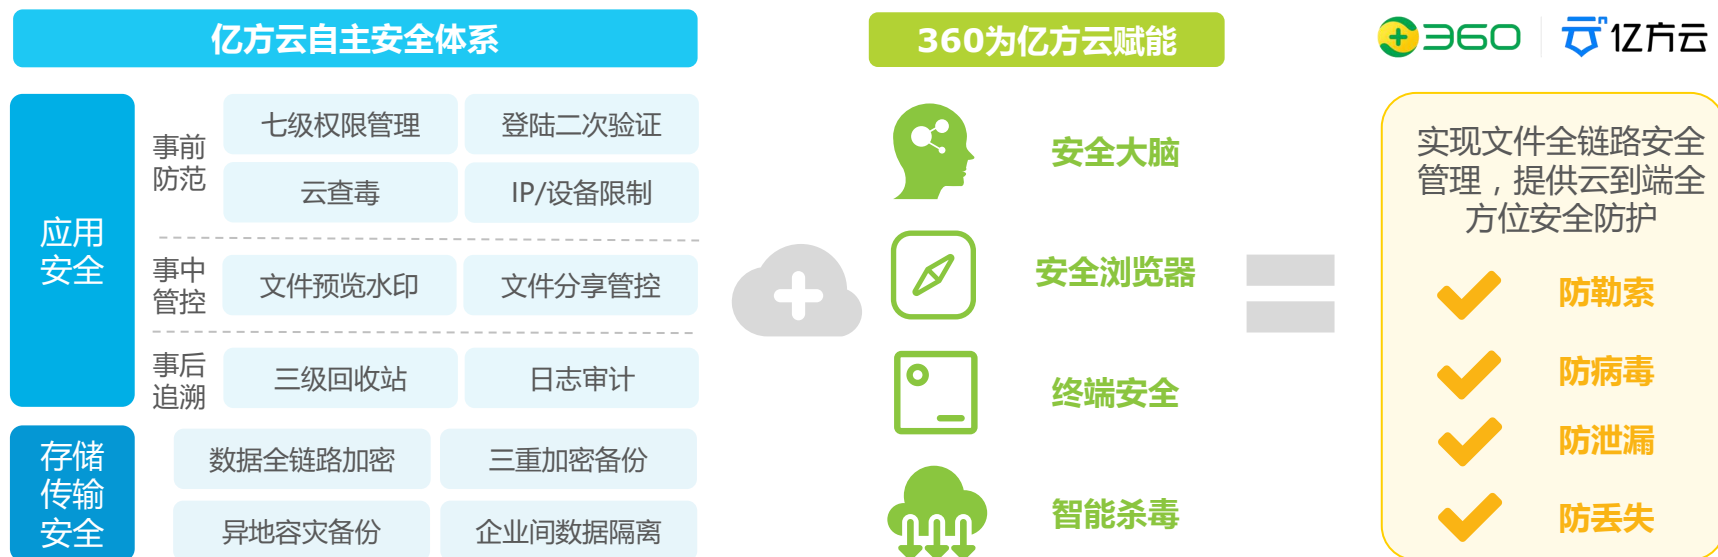 亿方云自主安全体系
360为亿方云赋能
360
亿方云
应用
安全
事前
防范
七级权限管理
登陆二次验证
云查毒
IP/设备限制
事中
管控
文件预览水印
文件分享管控
事后
追溯
三级回收站
日志审计
存储
传输
安全
数据全链路加密
三重加密备份
异地容灾备份
企业间数据隔离
安全大脑
安全浏览器
终端安全
智能杀毒
实现文件全链路安全
管理，提供云到端全
方位安全防护
防勒索
防病毒
防泄漏
防丢失